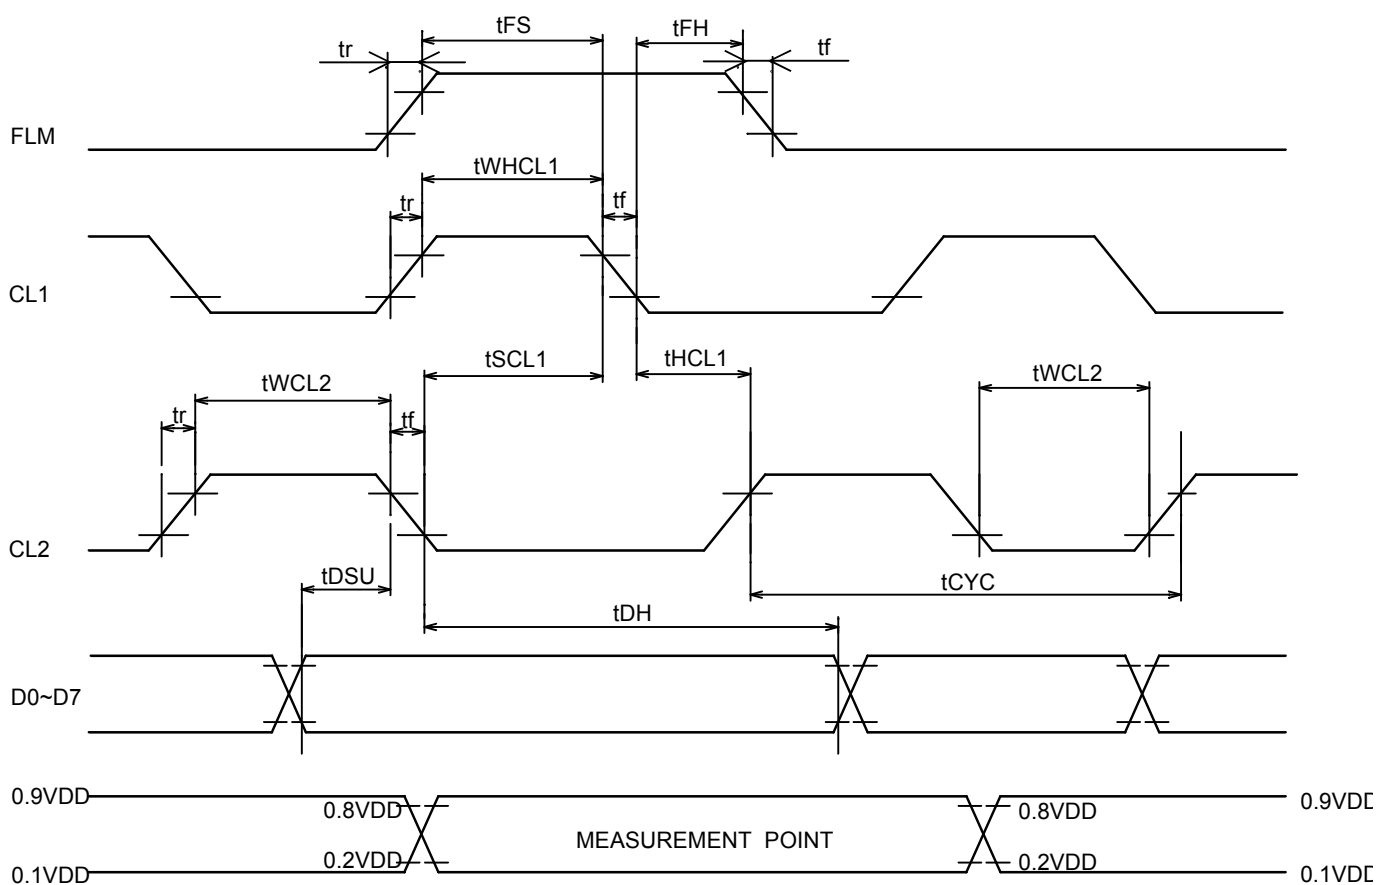 tFS
tFH
tr
tf
FLM
tWHCL1
tr
tf
CL1
tSCL1
tHCL1
tWCL2
tWCL2
tr
tf
CL2
tDSU
tCYC
tDH
D0~D7
0.9VDD
0.8VDD
0.8VDD
0.9VDD
MEASUREMENT POINT
0.2VDD
0.2VDD
0.1VDD
0.1VDD